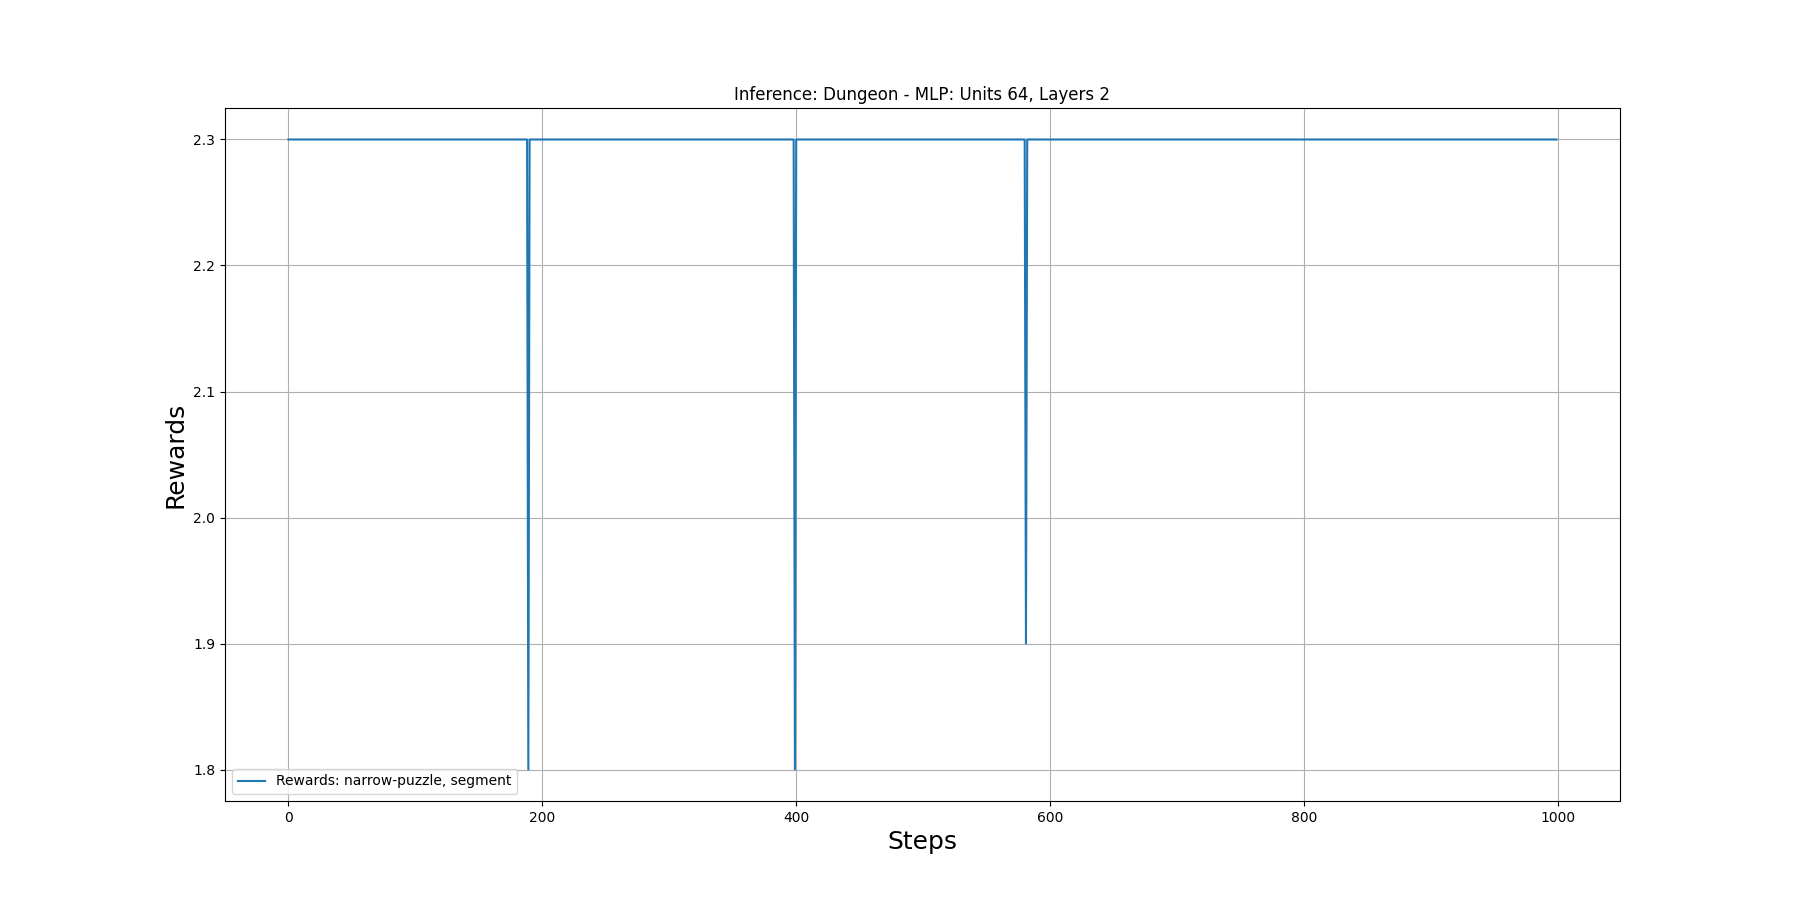 Inference: Dungeon - MLP: Units 64, Layers 2
2.3
2.2
2.1
2.0
1.9
1.8
Rewards
Rewards: narrow-puzzle, segment
0 200 400 600 800 1000
Steps